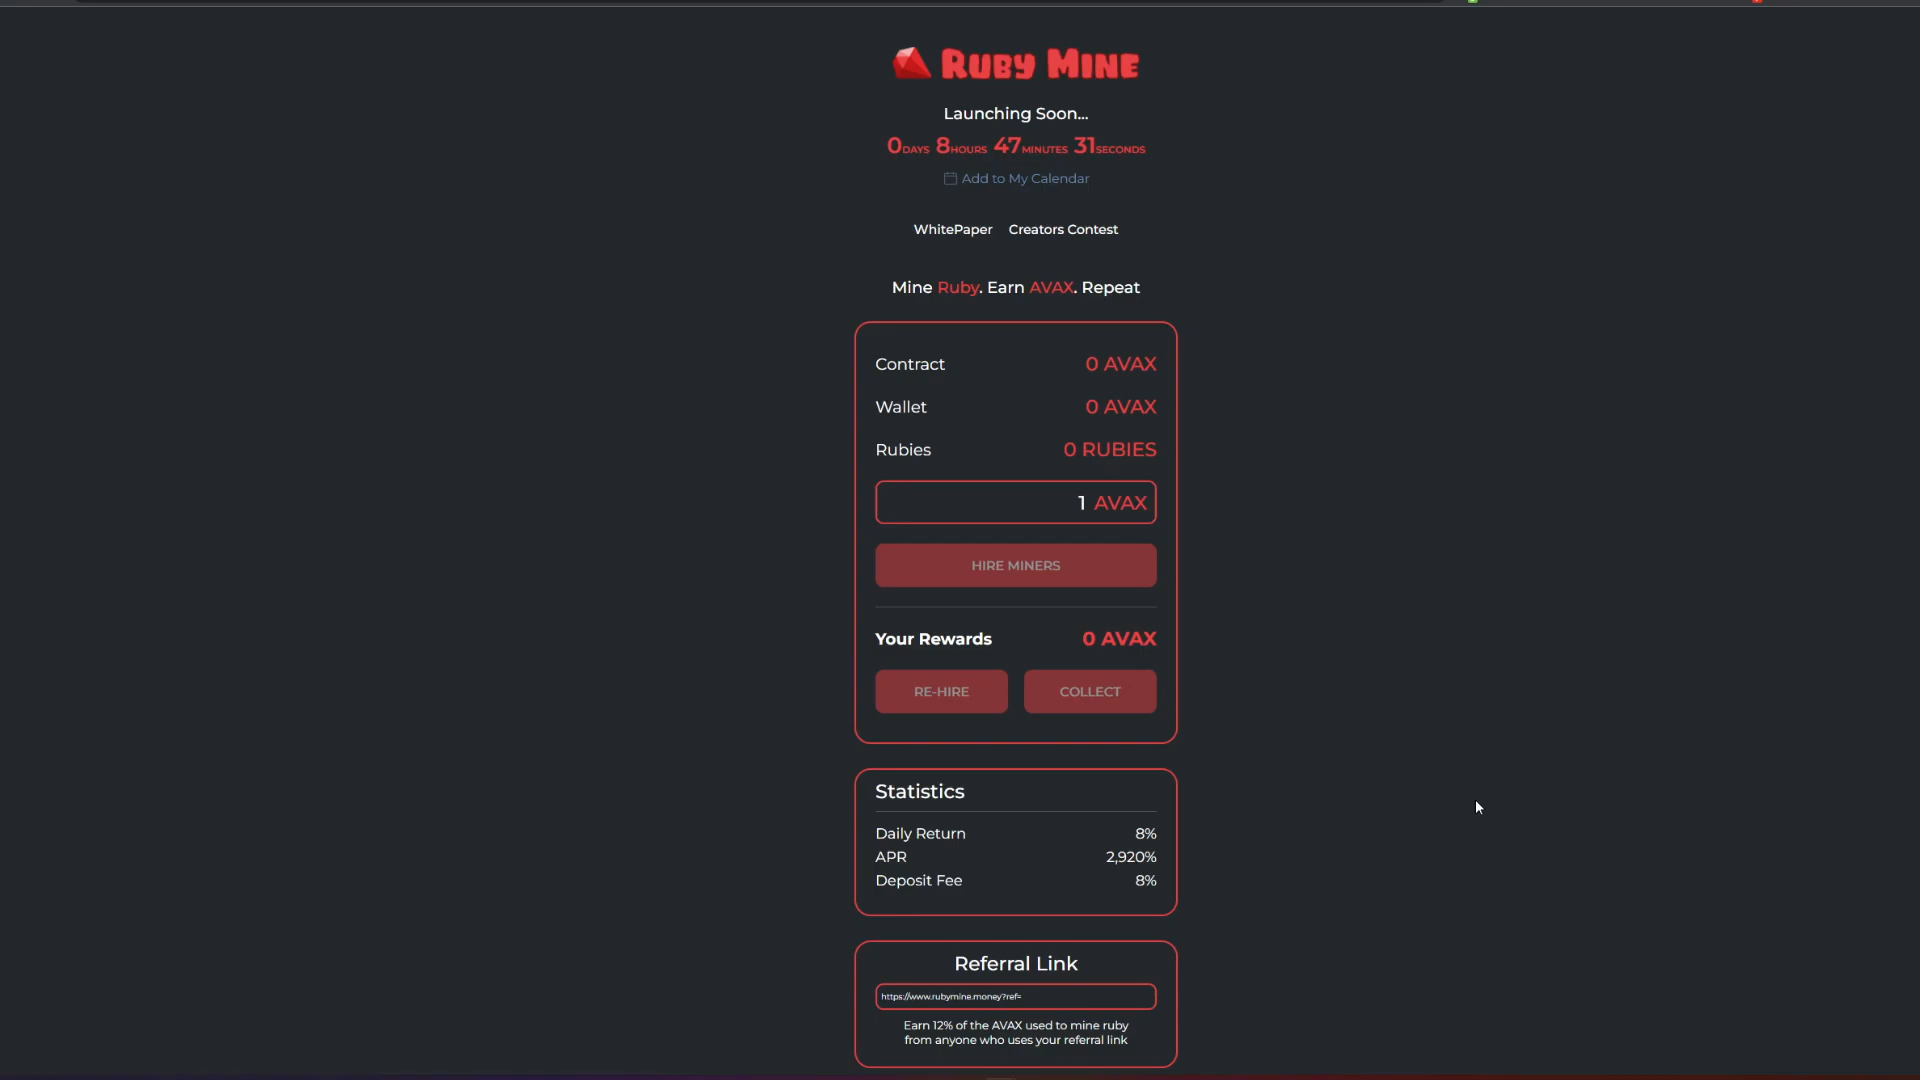 Ruby Mine
Launching Soon...
0DAYS 8HOURS 47MINUTES 31SECONDS
Add to My Calendar
WhitePaper Creators Contest
Mine Ruby. Earn AVAX. Repeat
Contract 0 AVAX
Wallet 0 AVAX
Rubies 0 RUBIES
1 AVAX
HIRE MINERS
Your Rewards 0 AVAX
RE-HIRE COLLECT
Statistics
Daily Return 8%
APR 2,920%
Deposit Fee 8%
Referral Link
https://www.rubymine.money?ref=
Earn 12% of the AVAX used to mine ruby
from anyone who uses your referral link